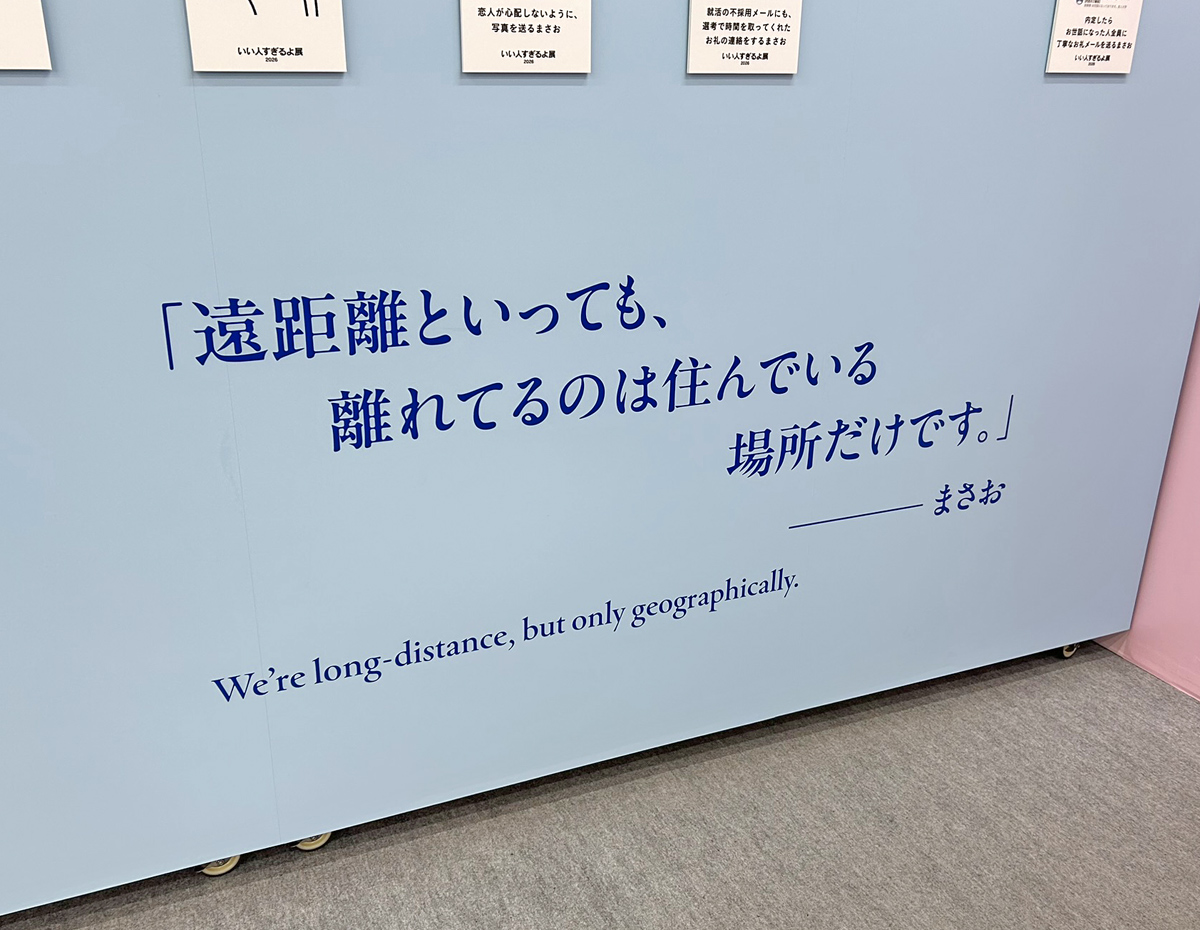 恋人が心配しないように、
写真を送るまさお
いい人すぎるよ展
2026
いい人すぎるよ展
2026
就活の不採用メールにも、
選考で時間を取ってくれた
お礼の連絡をするまさお
いい人すぎるよ展
2026
内定したら
お世話になった人全員に
丁寧なお礼メールを送るまさお
いい人すぎるよ展
2026
「遠距離といっても、
離れてるのは住んでいる
場所だけです。」
—— まさお
We're long-distance, but only geographically.